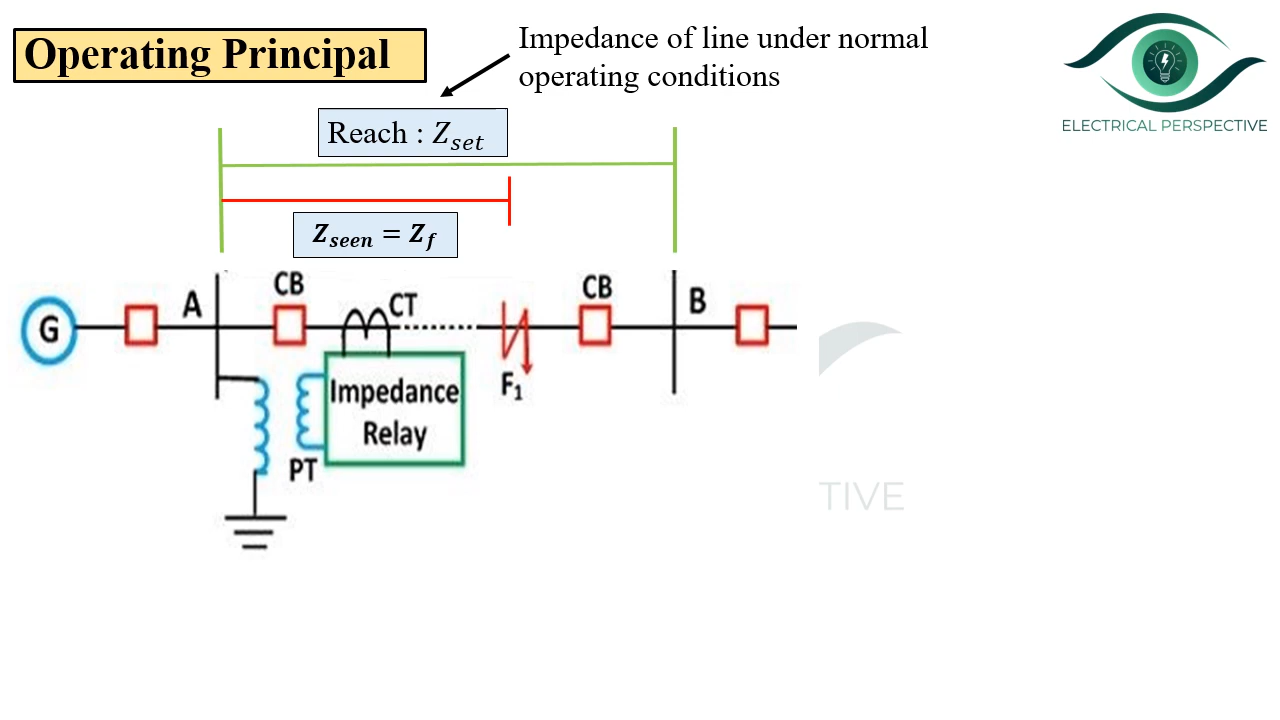 Operating Principal
Impedance of line under normal
operating conditions
ELECTRICAL PERSPECTIVE
Reach : Z_set
Z_seen = Z_f
G
A
CB
CT
CB
B
Impedance
Relay
F₁
PT
TIVE